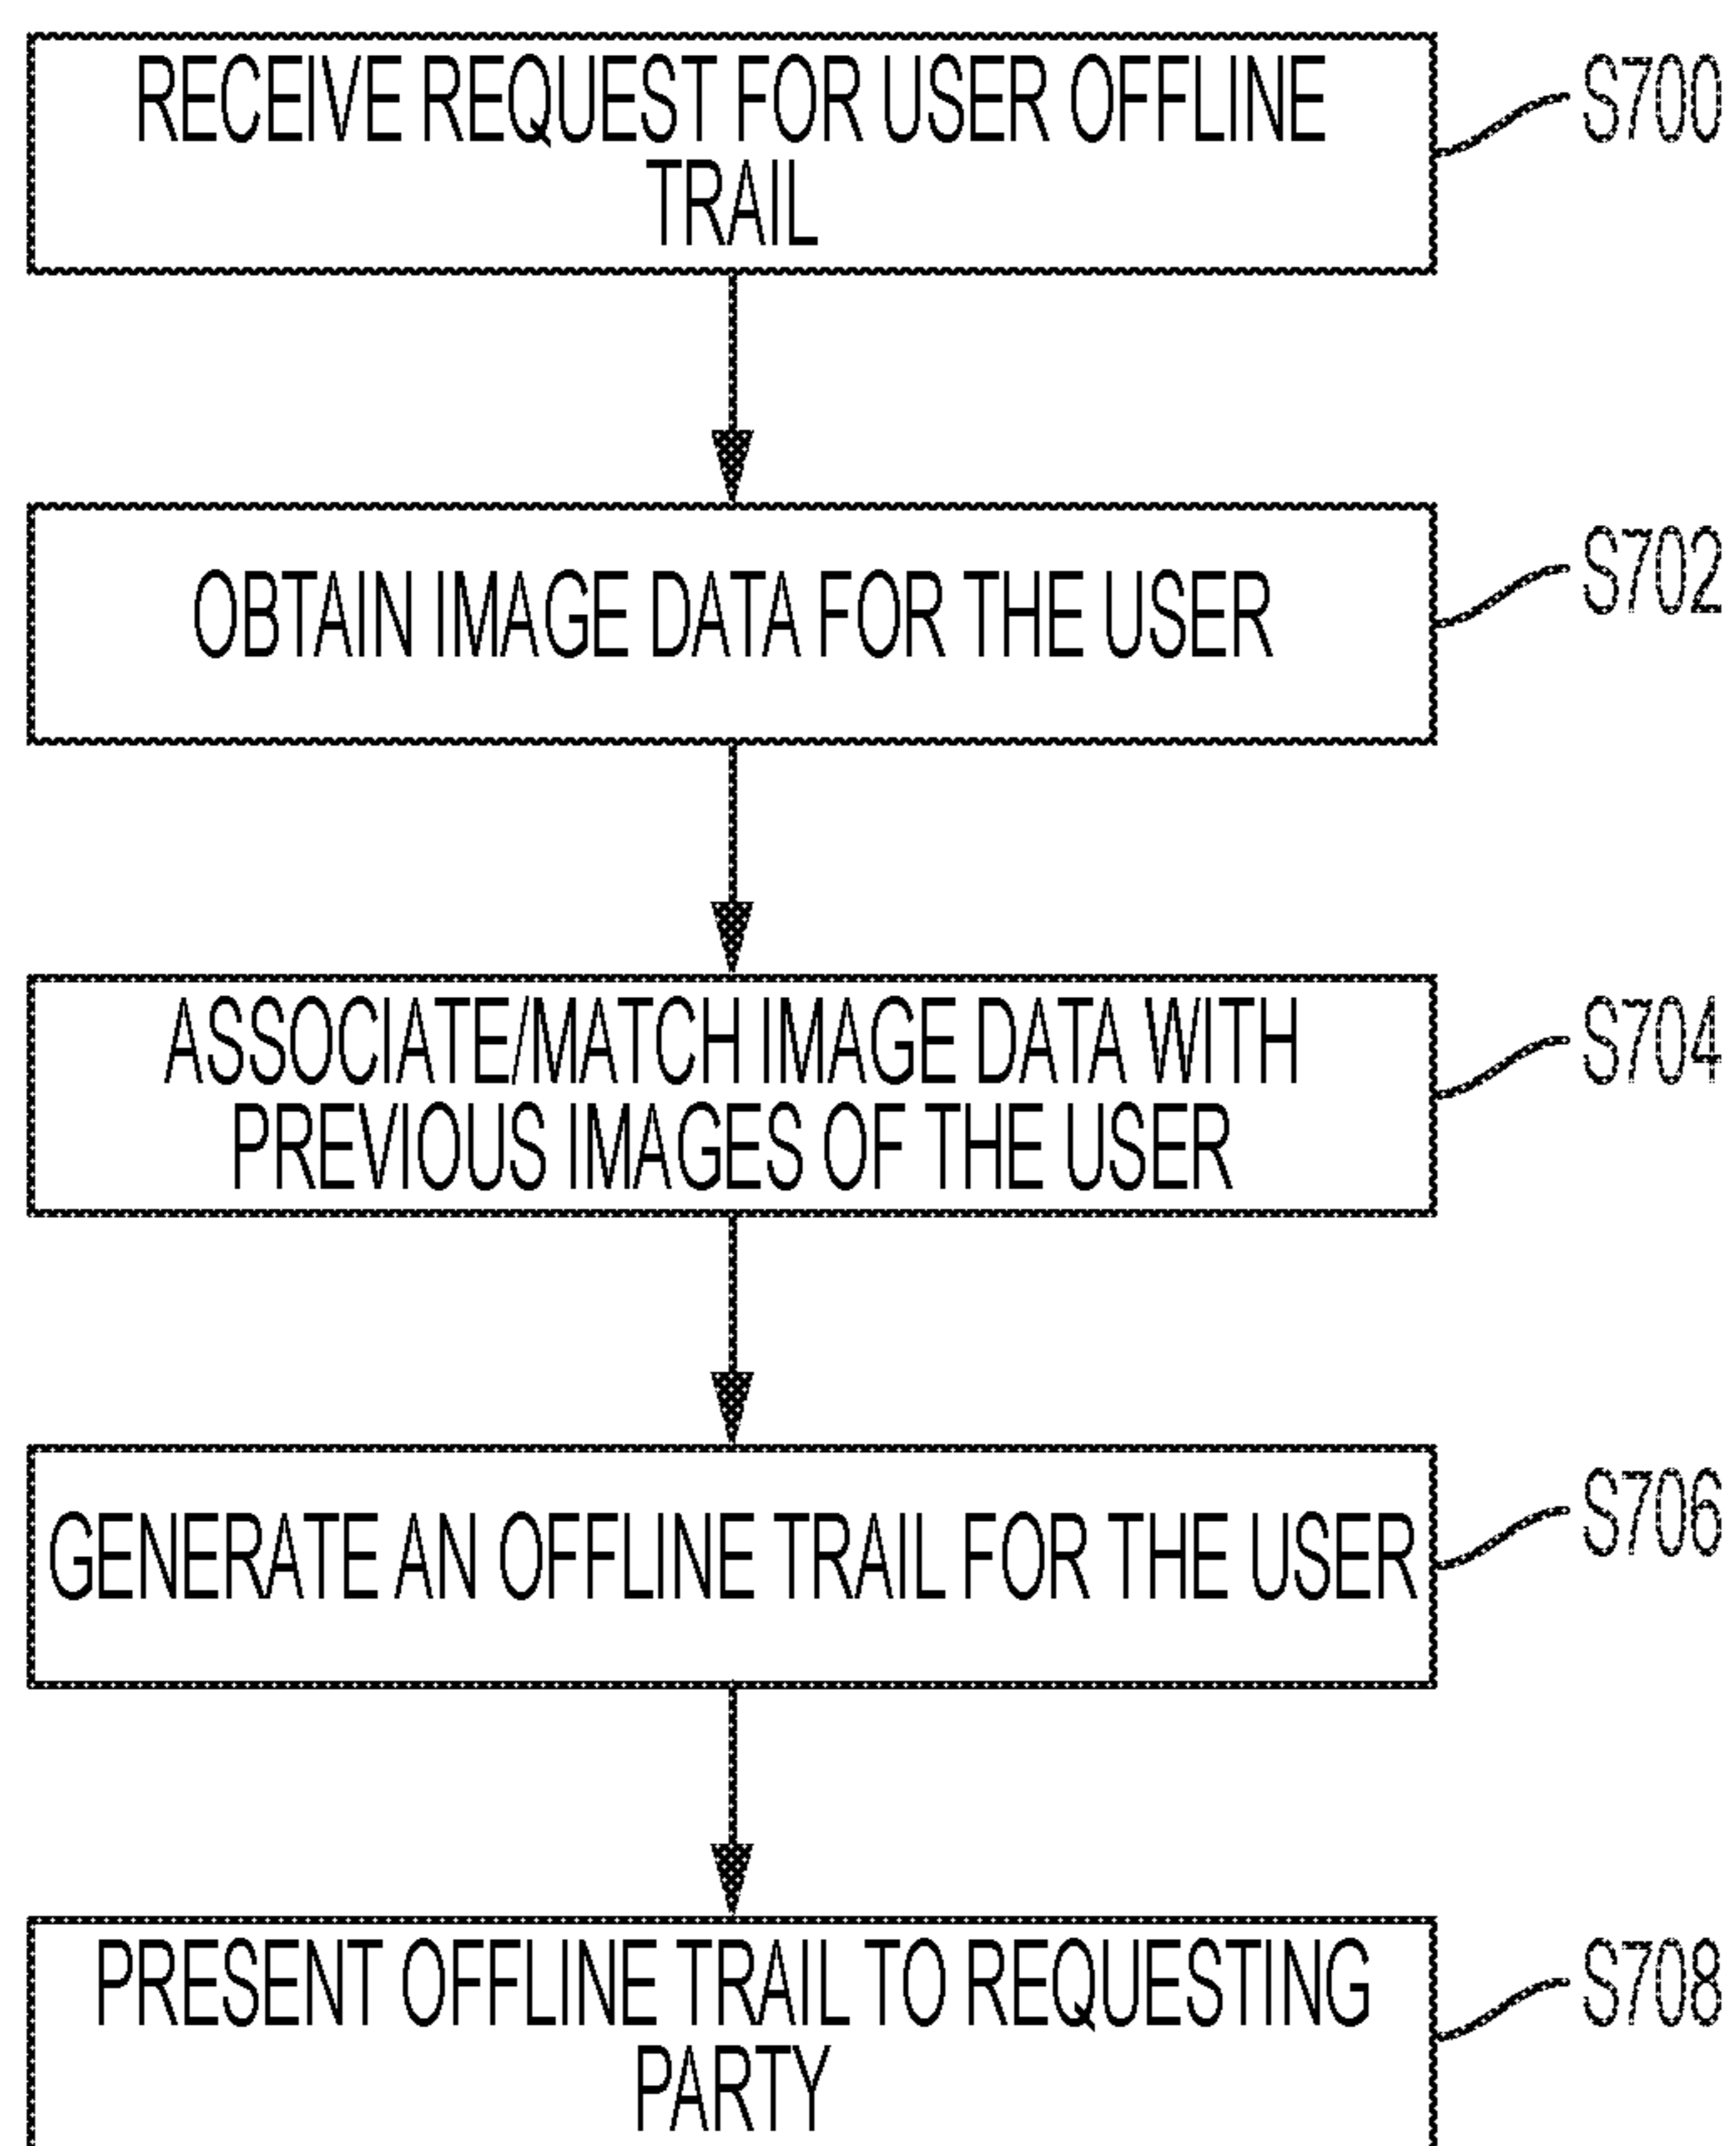 RECEIVE REQUEST FOR USER OFFLINE
TRAIL
S700
OBTAIN IMAGE DATA FOR THE USER
S702
ASSOCIATE/MATCH IMAGE DATA WITH
PREVIOUS IMAGES OF THE USER
S704
GENERATE AN OFFLINE TRAIL FOR THE USER
S706
PRESENT OFFLINE TRAIL TO REQUESTING
PARTY
S708